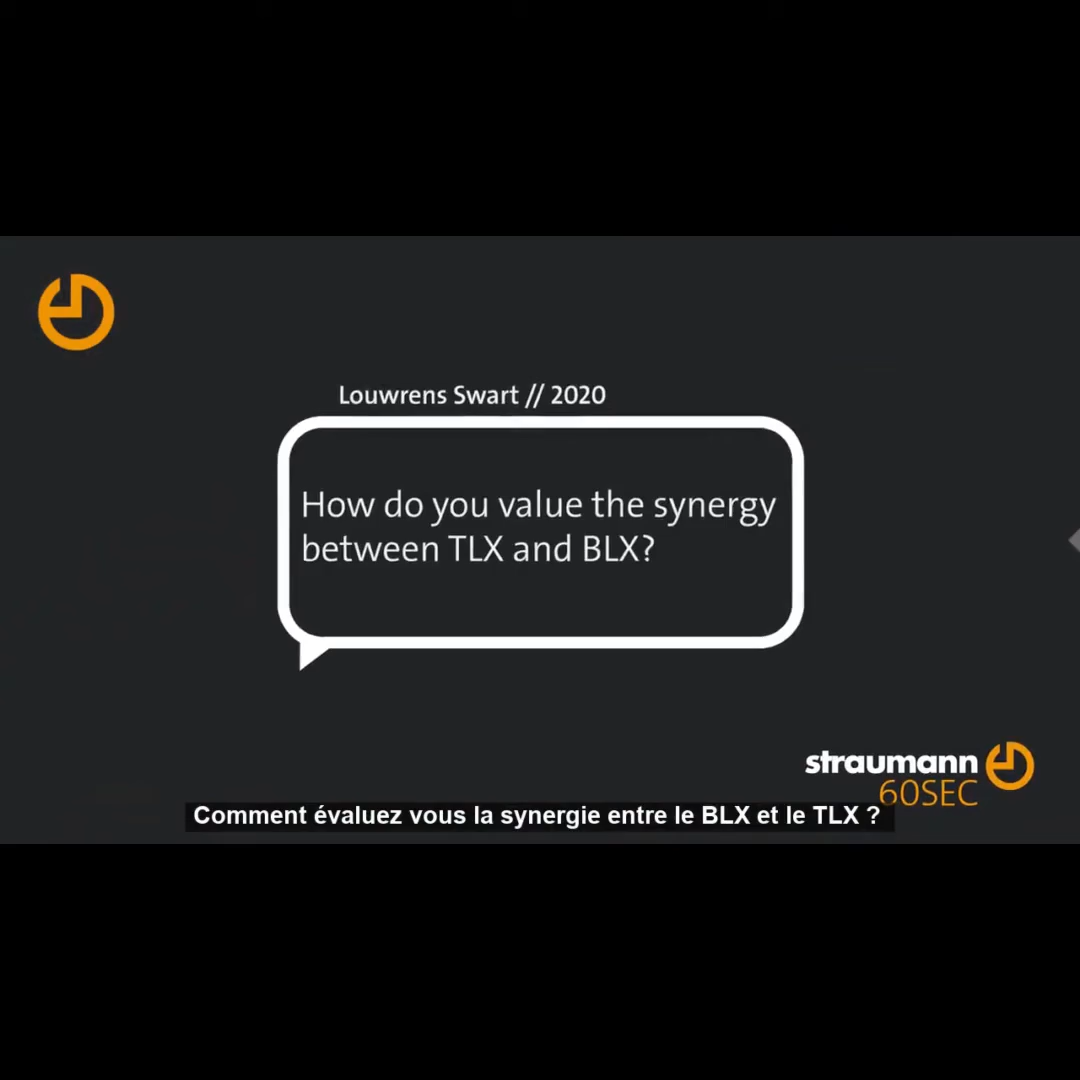 Louwrens Swart // 2020
How do you value the synergy
between TLX and BLX?
straumann
60SEC
Comment évaluez vous la synergie entre le BLX et le TLX ?